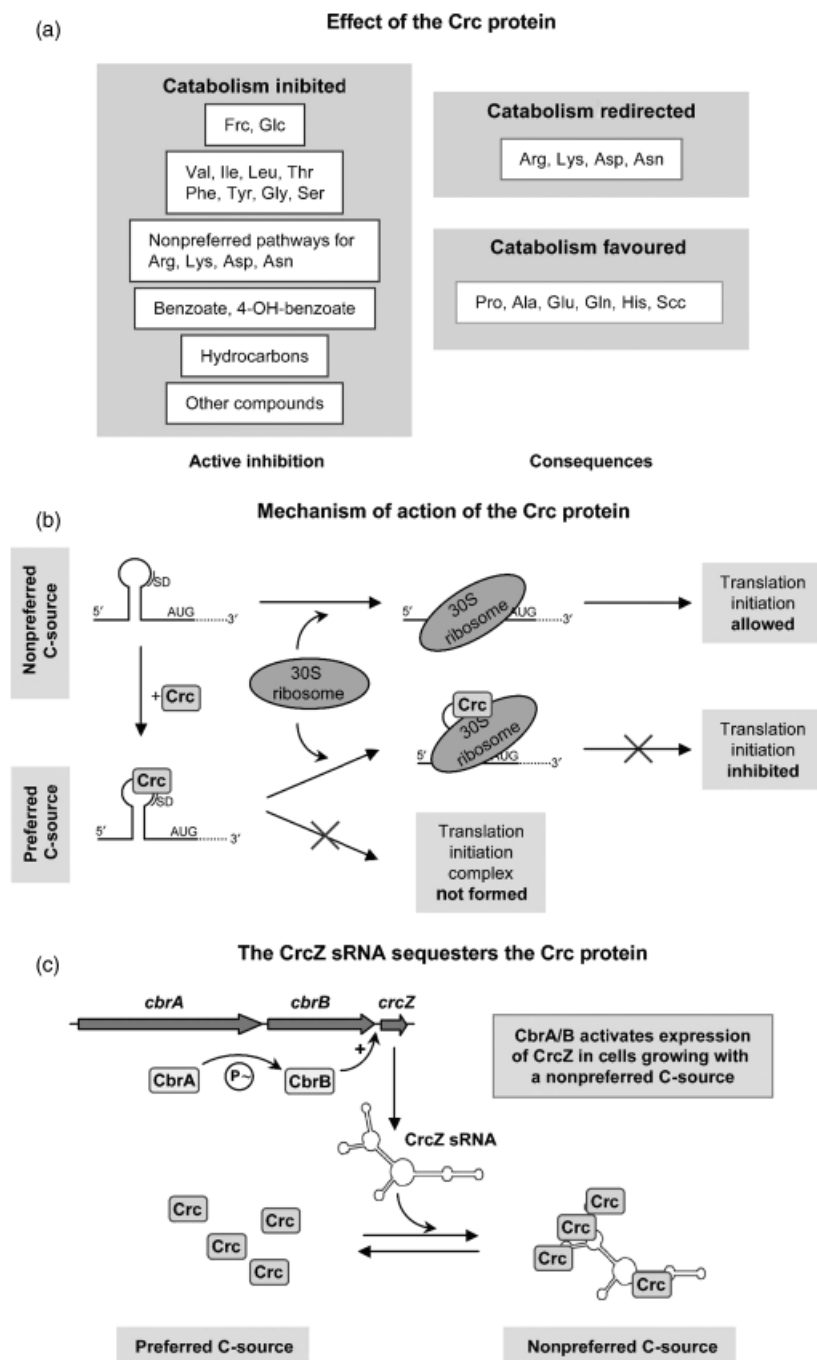 (a)
Effect of the Crc protein
Catabolism inibited
Frc, Glc
Val, Ile, Leu, Thr
Phe, Tyr, Gly, Ser
Nonpreferred pathways for
Arg, Lys, Asp, Asn
Benzoate, 4-OH-benzoate
Hydrocarbons
Other compounds
Active inhibition
Catabolism redirected
Arg, Lys, Asp, Asn
Catabolism favoured
Pro, Ala, Glu, Gln, His, Scc
Consequences
(b)
Mechanism of action of the Crc protein
Nonpreferred
C-source
SD
5′
AUG
3′
30S
ribosome
5′
AUG
3′
Translation
initiation
allowed
+ Crc
30S
ribosome
Crc
30S
ribosome
5′
AUG
3′
Translation
initiation
inhibited
Preferred
C-source
Crc
SD
5′
AUG
3′
Translation
initiation
complex
not formed
(c)
The CrcZ sRNA sequesters the Crc protein
cbrA
cbrB
crcZ
+
CbrA
P~
CbrB
CbrA/B activates expression
of CrcZ in cells growing with
a nonpreferred C-source
CrcZ sRNA
Crc
Crc
Crc
Crc
Crc
Crc
Crc
Crc
Preferred C-source
Nonpreferred C-source